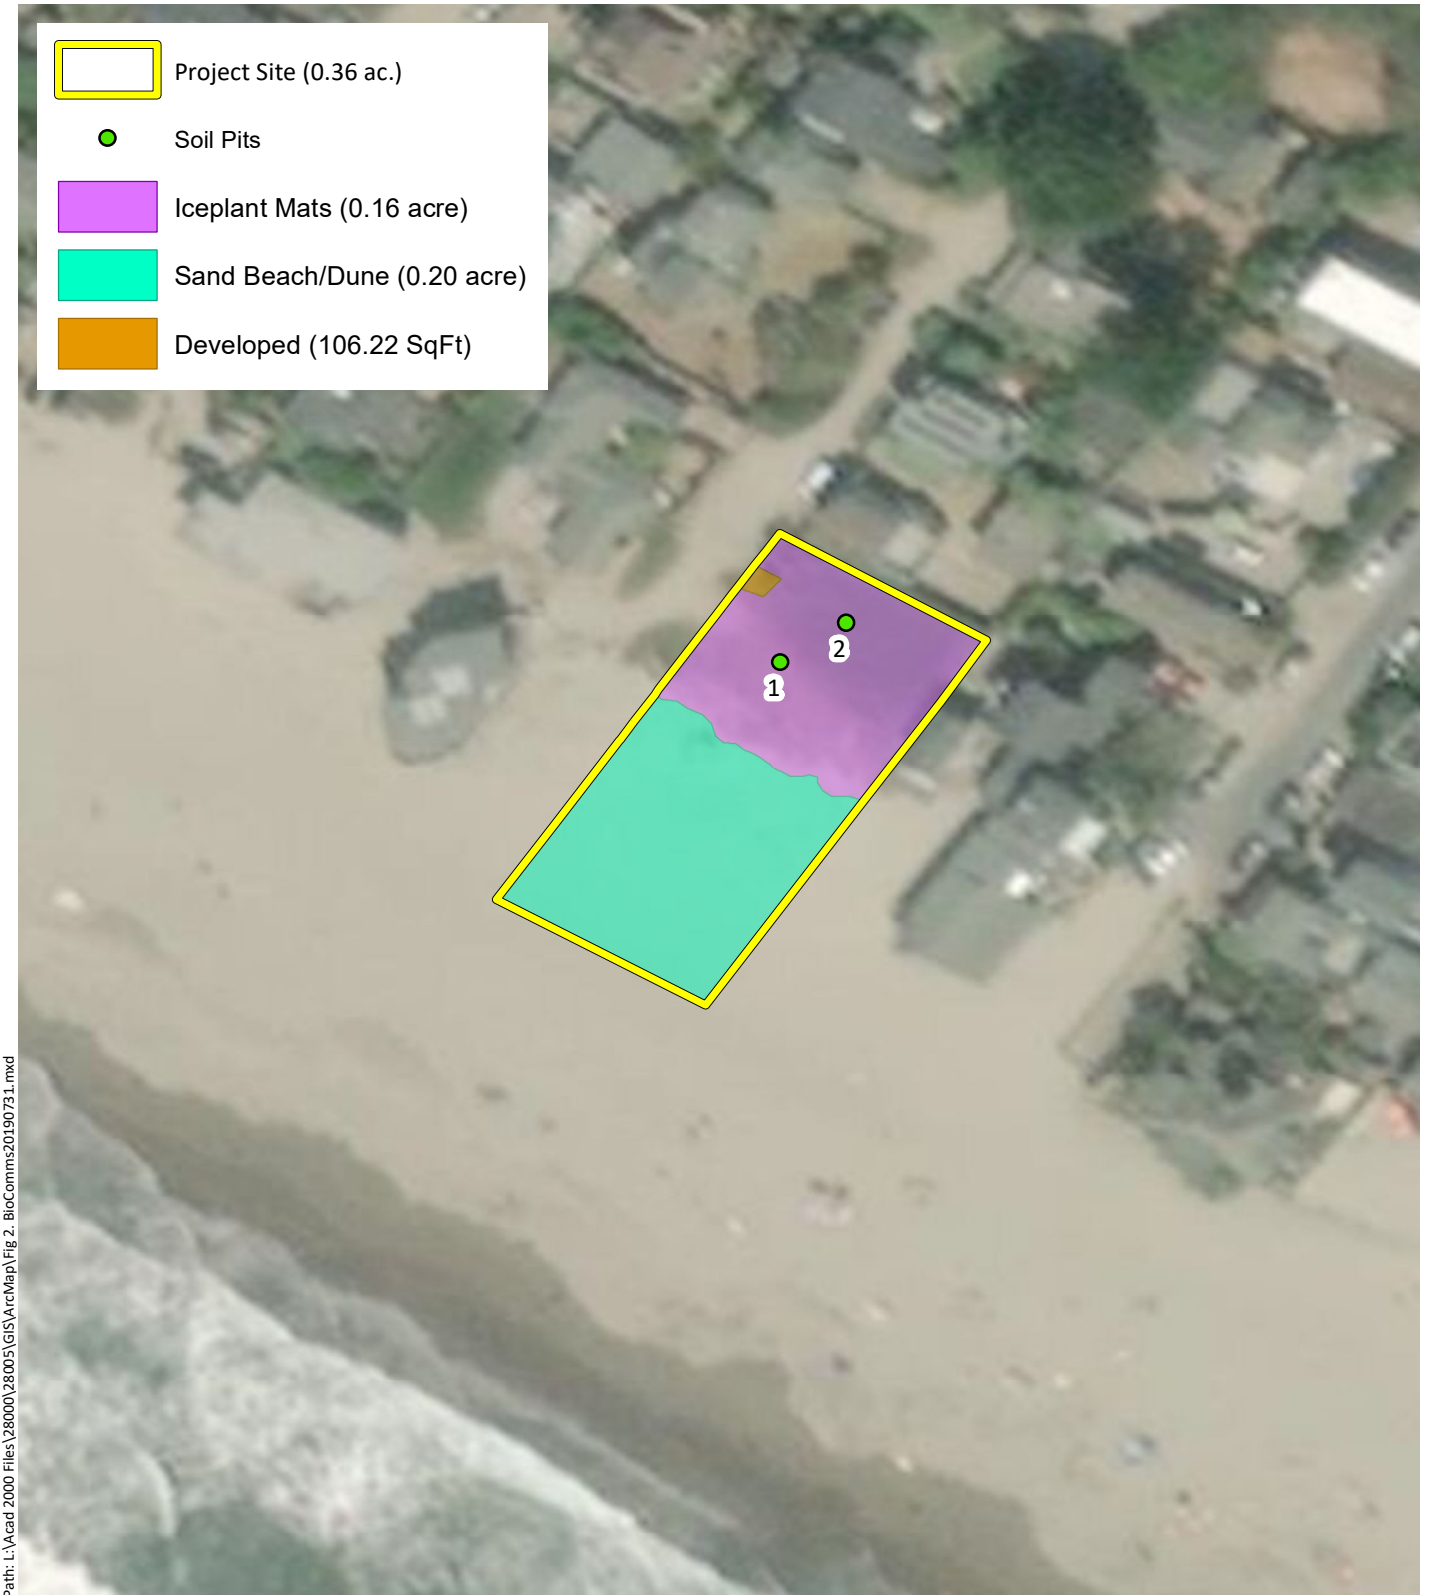 Project Site (0.36 ac.)
Soil Pits
Iceplant Mats (0.16 acre)
Sand Beach/Dune (0.20 acre)
Developed (106.22 SqFt)
2
1
Path: L:\Acad 2000 Files\28000\28005\GIS\ArcMap\Fig 2. BioComms20190731.mxd